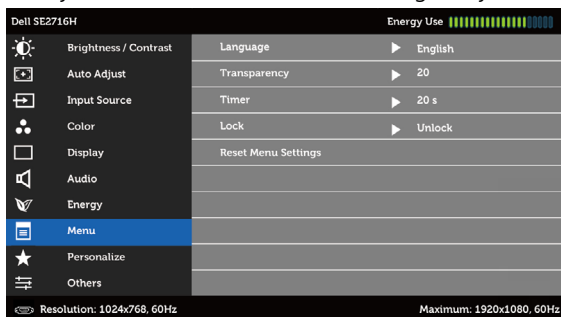 Dell SE2716H Energy Use
Brightness / Contrast Language English
Auto Adjust Transparency 20
Input Source Timer 20 s
Color Lock Unlock
Display Reset Menu Settings
Audio
Energy
Menu
Personalize
Others
Resolution: 1024x768, 60Hz Maximum: 1920x1080, 60Hz